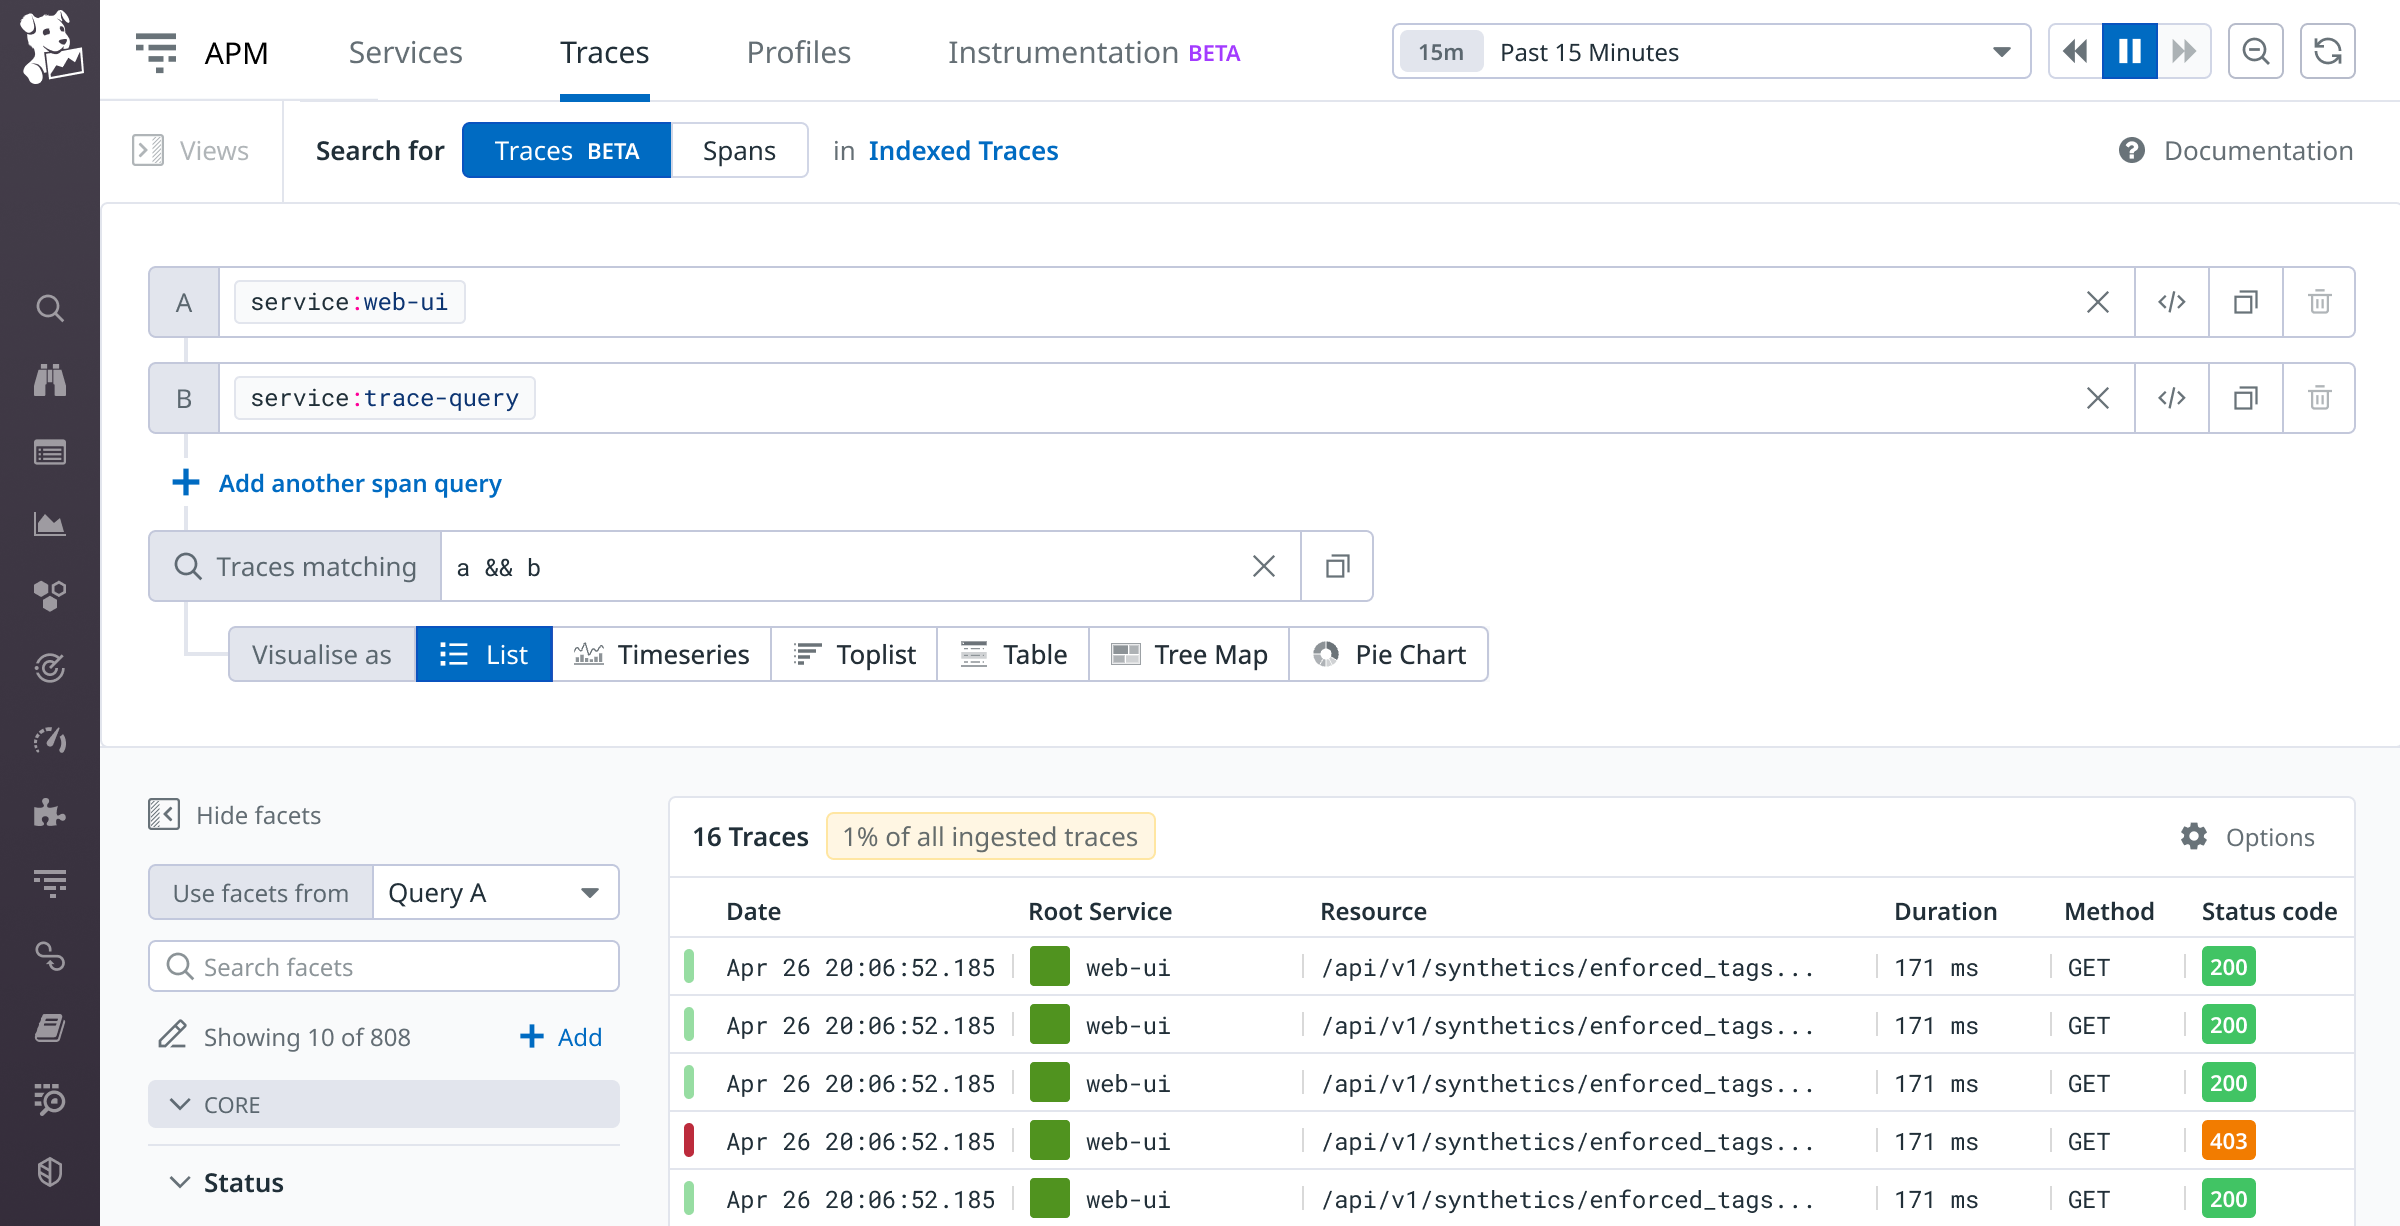 APM Services Traces Profiles Instrumentation BETA 15m Past 15 Minutes
Views Search for Traces BETA Spans in Indexed Traces Documentation
A service:web-ui </>
B service:trace-query </>
Add another span query
Traces matching a && b
Visualise as List Timeseries Toplist Table Tree Map Pie Chart
Hide facets
Use facets from Query A
Search facets
Showing 10 of 808 + Add
CORE
Status
16 Traces 1% of all ingested traces Options
Date Root Service Resource Duration Method Status code
Apr 26 20:06:52.185 web-ui /api/v1/synthetics/enforced_tags... 171 ms GET 200
Apr 26 20:06:52.185 web-ui /api/v1/synthetics/enforced_tags... 171 ms GET 200
Apr 26 20:06:52.185 web-ui /api/v1/synthetics/enforced_tags... 171 ms GET 200
Apr 26 20:06:52.185 web-ui /api/v1/synthetics/enforced_tags... 171 ms GET 403
Apr 26 20:06:52.185 web-ui /api/v1/synthetics/enforced_tags... 171 ms GET 200